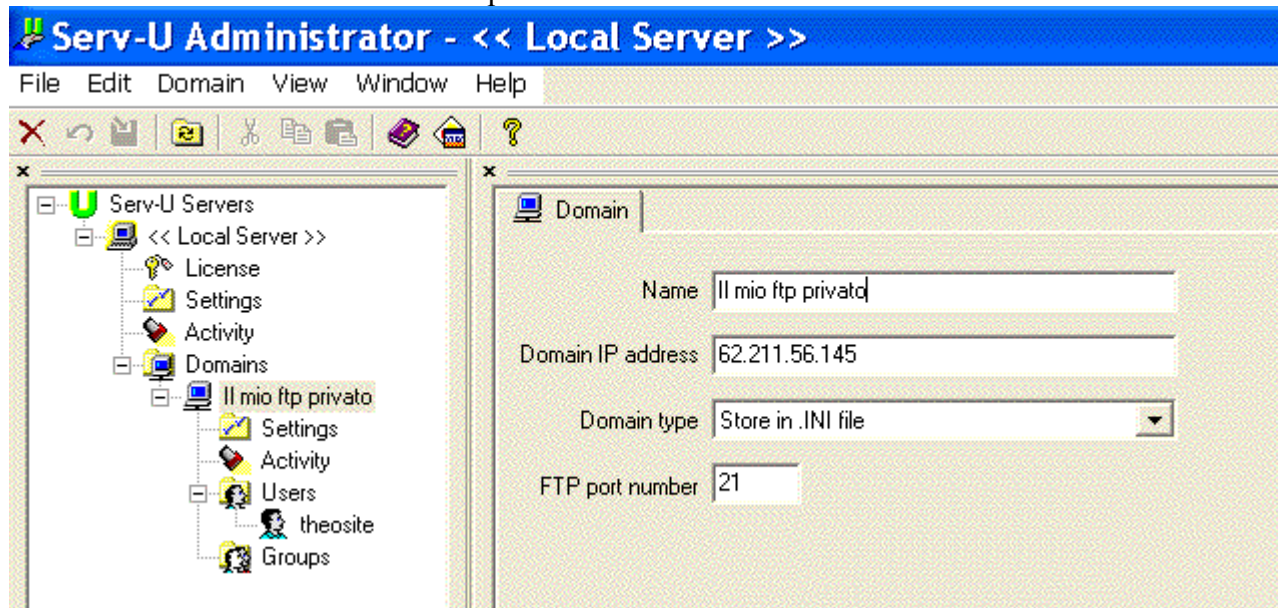 Serv-U Administrator - << Local Server >>
File Edit Domain View Window Help
Serv-U Servers
<< Local Server >>
License
Settings
Activity
Domains
Il mio ftp privato
Settings
Activity
Users
theosite
Groups
Domain
Name Il mio ftp privato
Domain IP address 62.211.56.145
Domain type Store in .INI file
FTP port number 21